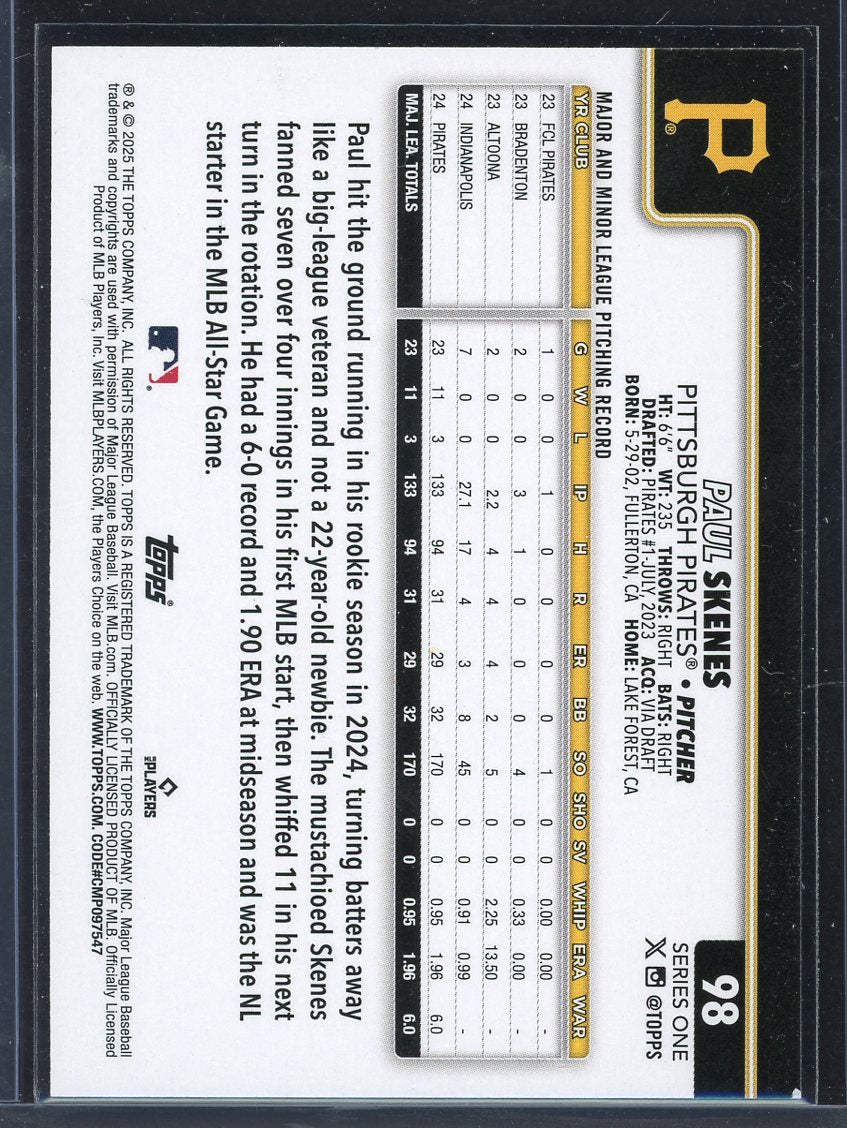 P®
98
SERIES ONE
X @TOPPS
PAUL SKENES
PITTSBURGH PIRATES® • PITCHER
HT: 6'6" WT: 235 THROWS: RIGHT BATS: RIGHT
DRAFTED: PIRATES #1-JULY, 2023 ACQ: VIA DRAFT
BORN: 5-29-02, FULLERTON, CA HOME: LAKE FOREST, CA
MAJOR AND MINOR LEAGUE PITCHING RECORD
YR CLUB G W L IP H R ER BB SO SHO SV WHIP ERA WAR
23 FCL PIRATES 1 0 0 1 0 0 0 0 1 0 0 0.00 0.00 -
23 BRADENTON 2 0 0 3 1 0 0 0 4 0 0 0.33 0.00 -
23 ALTOONA 2 0 0 2.2 4 4 4 2 5 0 0 2.25 13.50 -
24 INDIANAPOLIS 7 0 0 27.1 17 4 3 8 45 0 0 0.91 0.99 -
24 PIRATES 23 11 3 133 94 31 29 32 170 0 0 0.95 1.96 6.0
MAJ. LEA. TOTALS 23 11 3 133 94 31 29 32 170 0 0 0.95 1.96 6.0
Paul hit the ground running in his rookie season in 2024, turning batters away
like a big-league veteran and not a 22-year-old newbie. The mustachioed Skenes
fanned seven over four innings in his first MLB start, then whiffed 11 in his next
turn in the rotation. He had a 6-0 record and 1.90 ERA at midseason and was the NL
starter in the MLB All-Star Game.
topps®
MLB PLAYERS
® & © 2025 THE TOPPS COMPANY, INC. ALL RIGHTS RESERVED. TOPPS IS A REGISTERED TRADEMARK OF THE TOPPS COMPANY, INC. Major League Baseball
trademarks and copyrights are used with permission of Major League Baseball. Visit MLB.com. OFFICIALLY LICENSED PRODUCT OF MLB. Officially Licensed
Product of MLB Players, Inc. Visit MLBPLAYERS.COM, the Players Choice on the web. WWW.TOPPS.COM. CODE#CMP097547